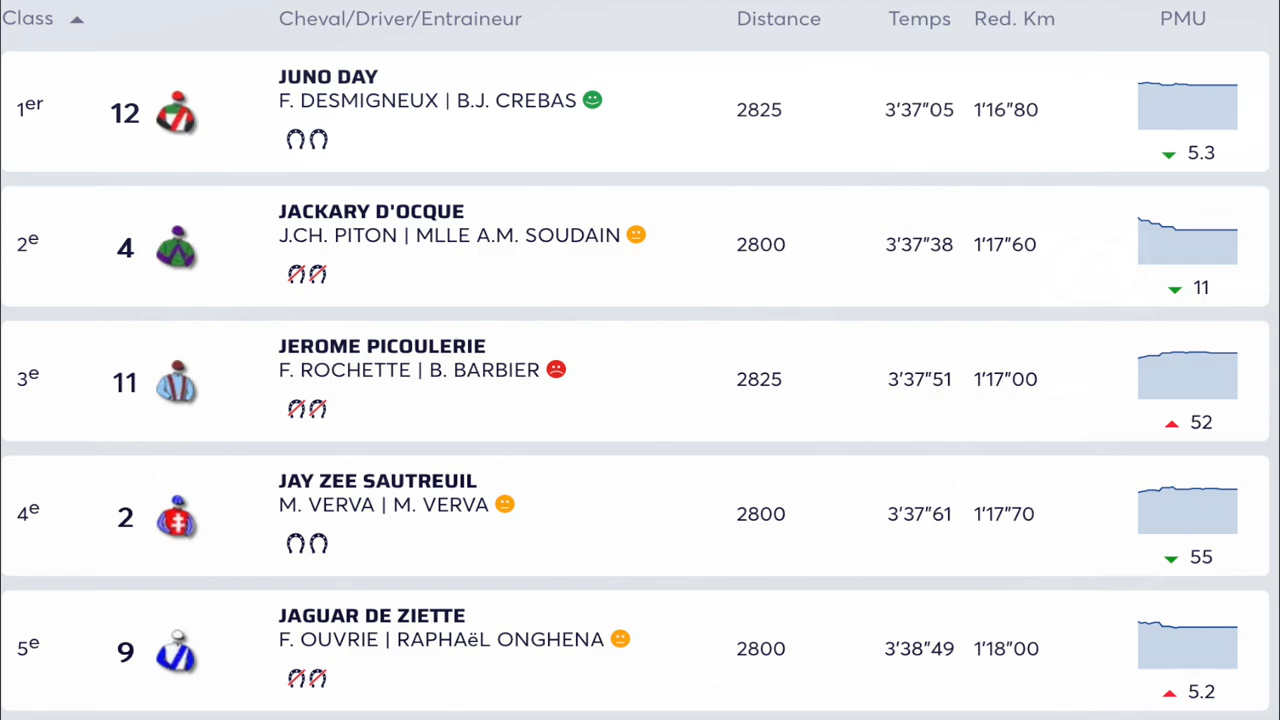 Class Cheval/Driver/Entraineur Distance Temps Red. Km PMU
JUNO DAY
1er 12 F. DESMIGNEUX | B.J. CREBAS 2825 3'37"05 1'16"80
5.3
JACKARY D'OCQUE
2e 4 J.CH. PITON | MLLE A.M. SOUDAIN 2800 3'37"38 1'17"60
11
JEROME PICOULERIE
3e 11 F. ROCHETTE | B. BARBIER 2825 3'37"51 1'17"00
52
JAY ZEE SAUTREUIL
4e 2 M. VERVA | M. VERVA 2800 3'37"61 1'17"70
55
JAGUAR DE ZIETTE
5e 9 F. OUVRIE | RAPHAëL ONGHENA 2800 3'38"49 1'18"00
5.2